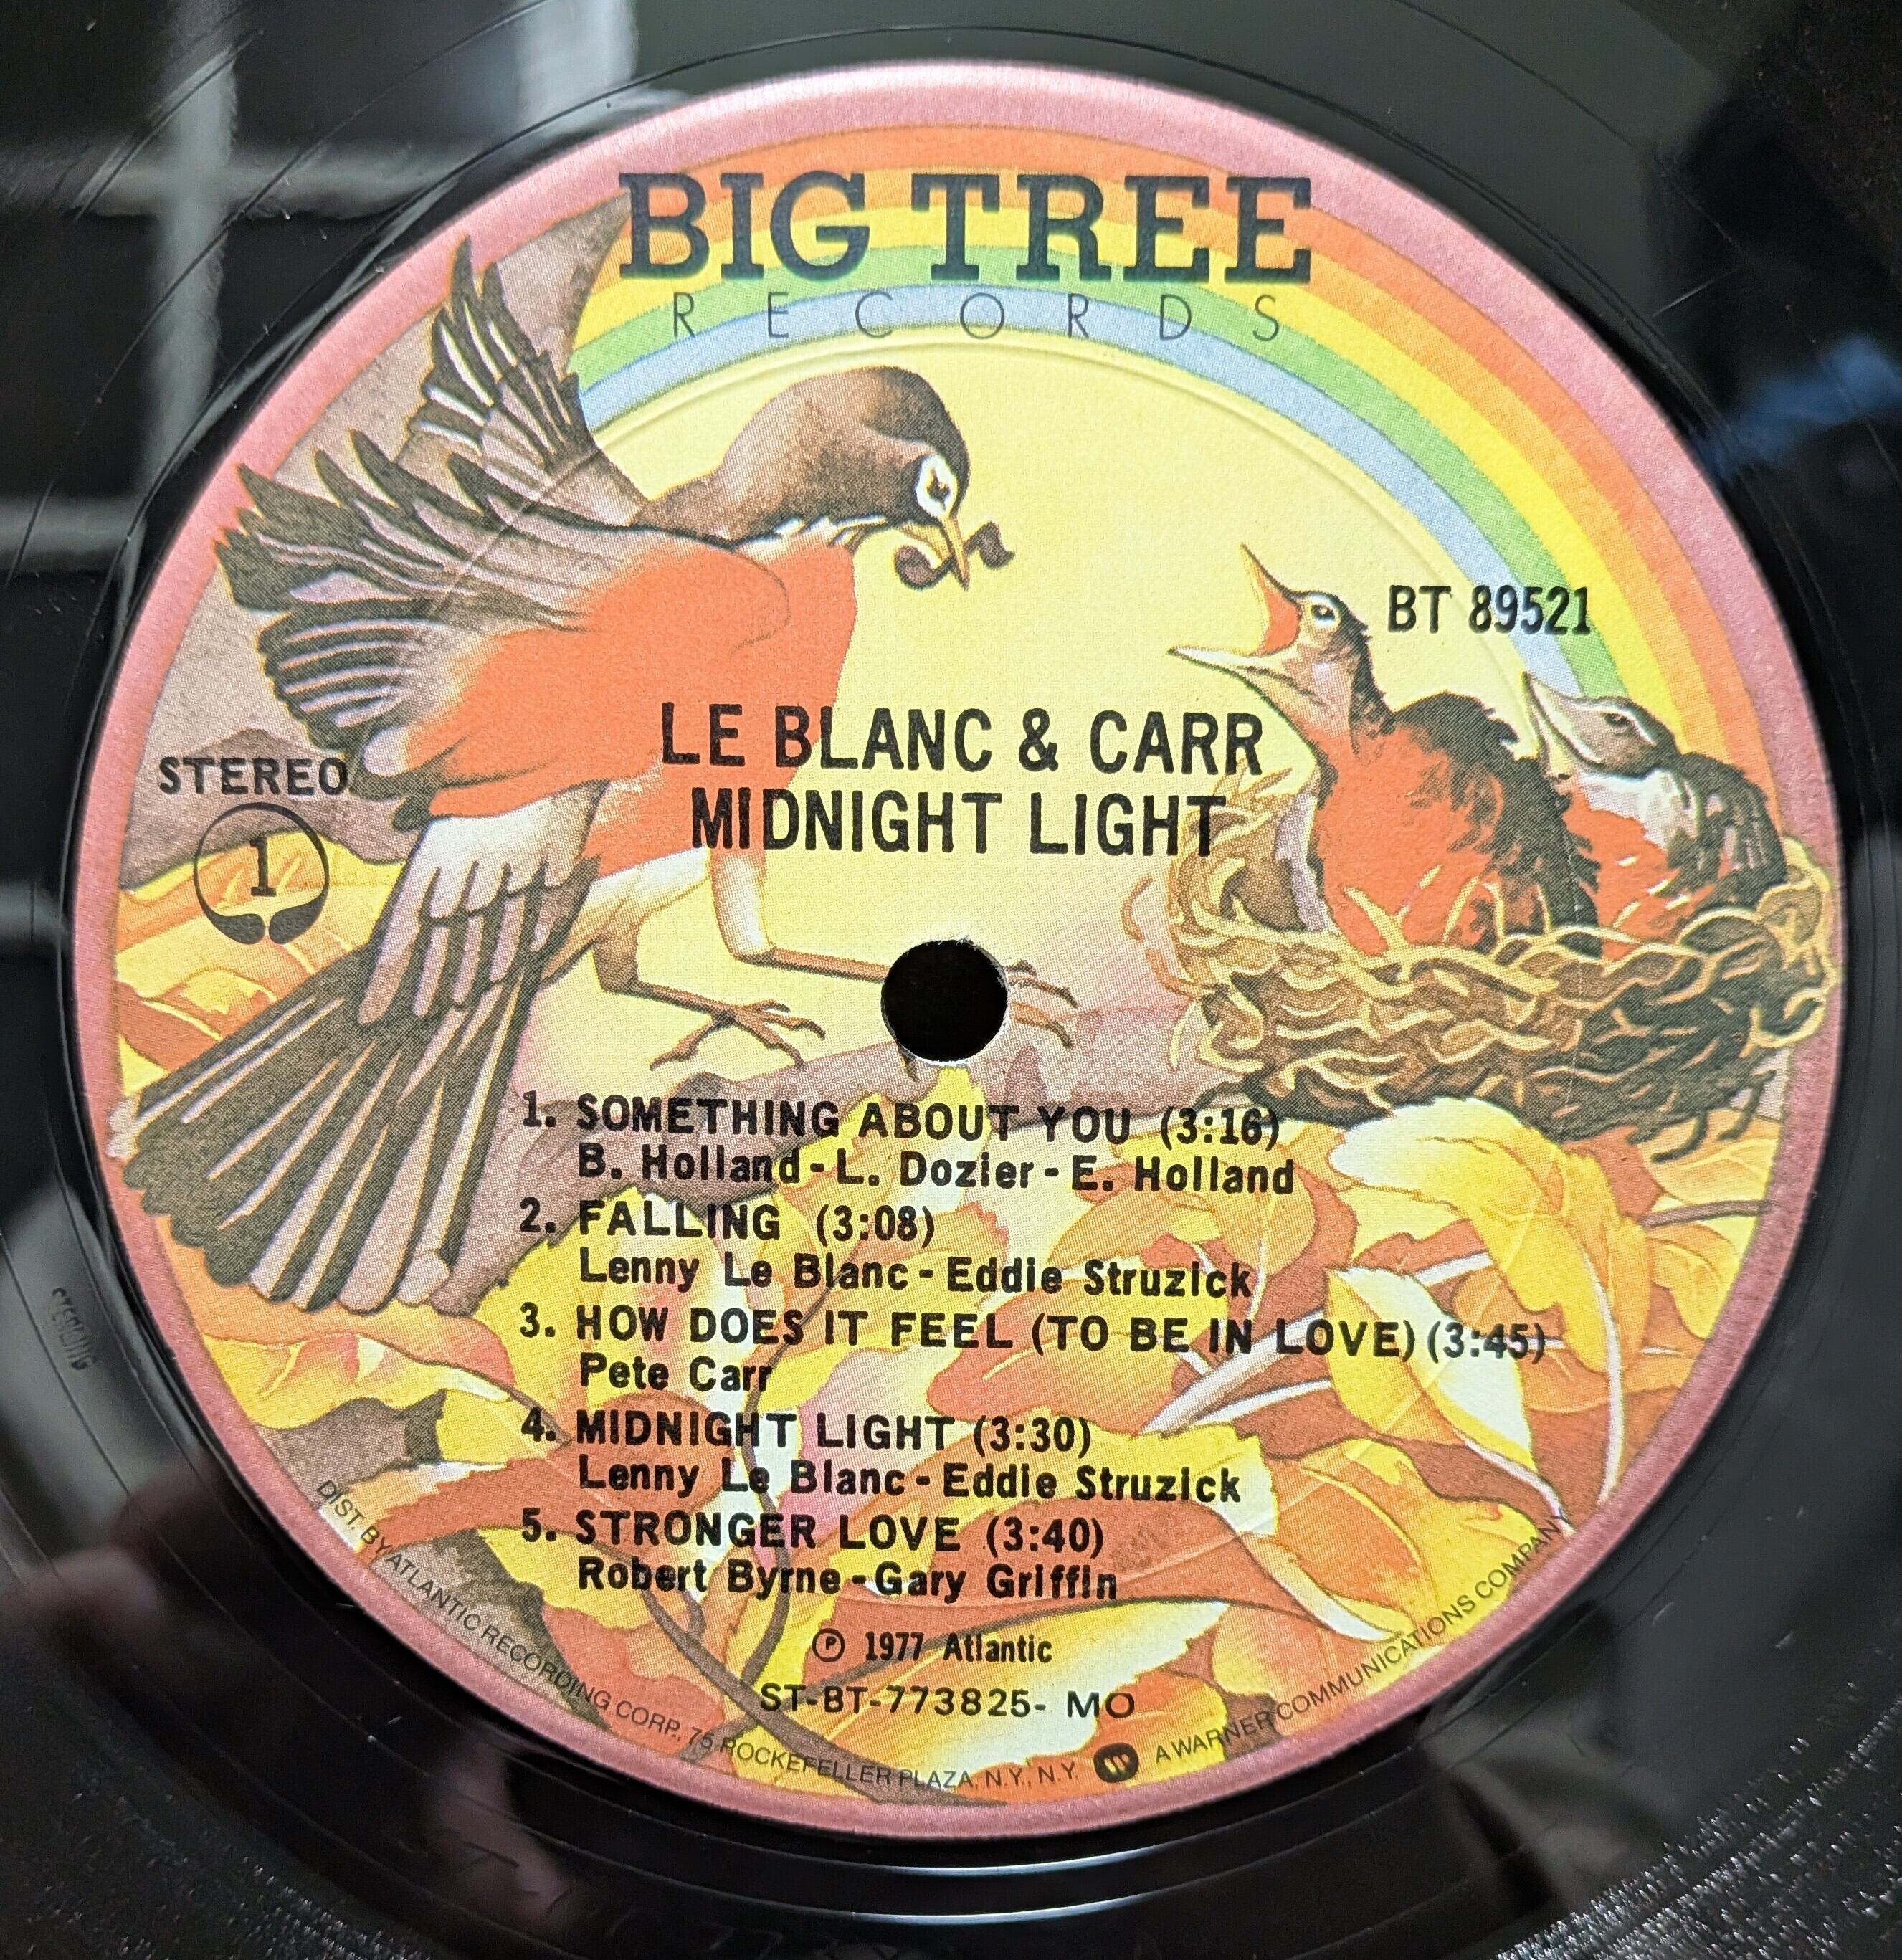 BIG TREE
RECORDS
BT 89521
LE BLANC & CARR
MIDNIGHT LIGHT
STEREO
1
1. SOMETHING ABOUT YOU (3:16)
B. Holland - L. Dozier - E. Holland
2. FALLING (3:08)
Lenny Le Blanc - Eddie Struzick
3. HOW DOES IT FEEL (TO BE IN LOVE) (3:45)
Pete Carr
4. MIDNIGHT LIGHT (3:30)
Lenny Le Blanc - Eddie Struzick
5. STRONGER LOVE (3:40)
Robert Byrne - Gary Griffin
℗ 1977 Atlantic
ST-BT-773825- MO
DIST. BY ATLANTIC RECORDING CORP., 75 ROCKEFELLER PLAZA, N.Y., N.Y. A WARNER COMMUNICATIONS COMPANY
STERLING